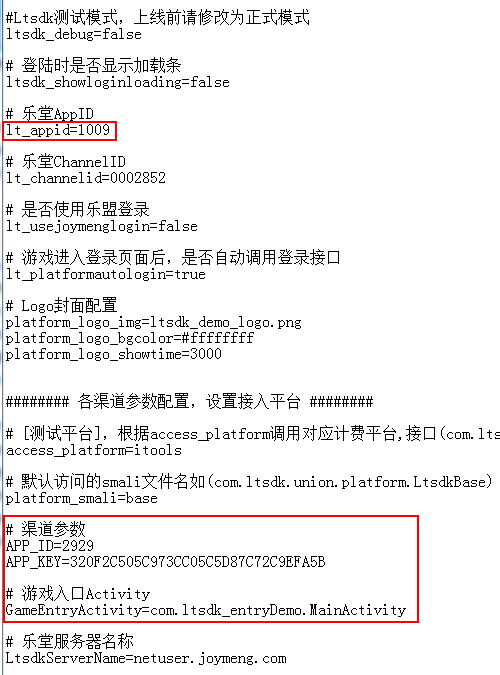 #Ltsdk测试模式，上线前请修改为正式模式
ltsdk_debug=false
# 登陆时是否显示加载条
ltsdk_showloginloading=false
# 乐堂AppID
lt_appid=1009
# 乐堂ChannelID
lt_channelid=0002852
# 是否使用乐盟登录
lt_usejoymenglogin=false
# 游戏进入登录页面后，是否自动调用登录接口
lt_platformautologin=true
# Logo封面配置
platform_logo_img=ltsdk_demo_logo.png
platform_logo_bgcolor=#ffffffff
platform_logo_showtime=3000
######## 各渠道参数配置，设置接入平台 ########
# [测试平台]，根据access_platform调用对应计费平台,接口(com.lts
access_platform=itools
# 默认访问的smali文件名如(com.ltsdk.union.platform.LtsdkBase)
platform_smali=base
# 渠道参数
APP_ID=2929
APP_KEY=320F2C505C973CC05C5D87C72C9EFA5B
# 游戏入口Activity
GameEntryActivity=com.ltsdk_entryDemo.MainActivity
# 乐堂服务器名称
LtsdkServerName=netuser.joymeng.com